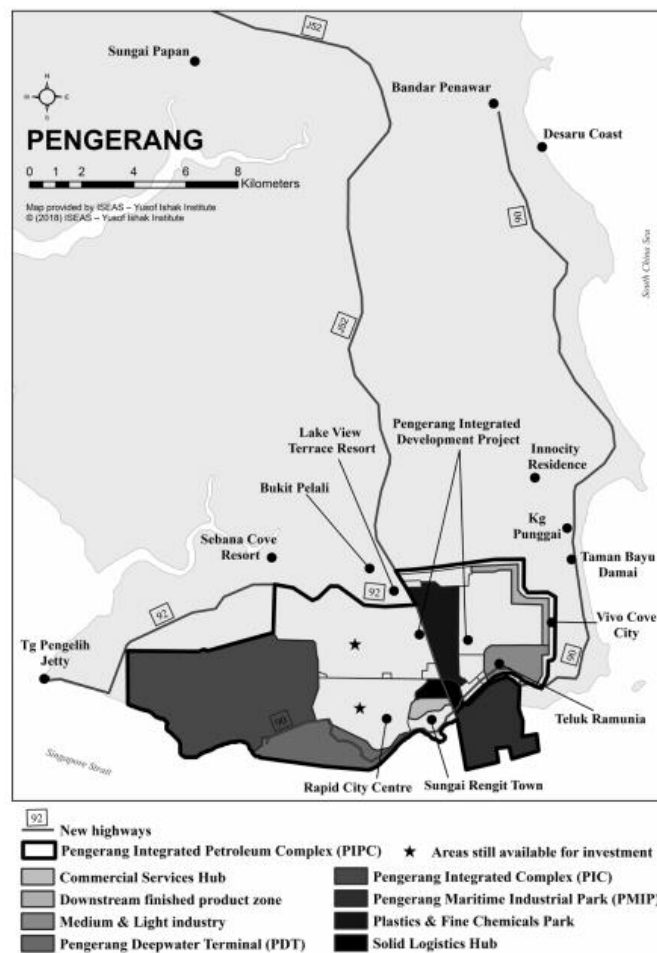 J52
Sungai Papan
Bandar Penawar
N
E
S
PENGERANG
Desaru Coast
0 1 2 4 6 8
Kilometers
Map provided by ISEAS – Yusof Ishak Institute
© (2018) ISEAS – Yusof Ishak Institute
90
South China Sea
J52
Pengerang Integrated
Development Project
Lake View
Terrace Resort
Innocity
Residence
Bukit Pelali
Kg
Punggai
Sebana Cove
Resort
Taman Bayu
Damai
92
92
Vivo Cove
City
Tg Pengelih
Jetty
90
Teluk Ramunia
90
Singapore Strait
Rapid City Centre
Sungai Rengit Town
92
New highways
Pengerang Integrated Petroleum Complex (PIPC)
Areas still available for investment
Commercial Services Hub
Pengerang Integrated Complex (PIC)
Downstream finished product zone
Pengerang Maritime Industrial Park (PMIP)
Medium & Light industry
Plastics & Fine Chemicals Park
Pengerang Deepwater Terminal (PDT)
Solid Logistics Hub